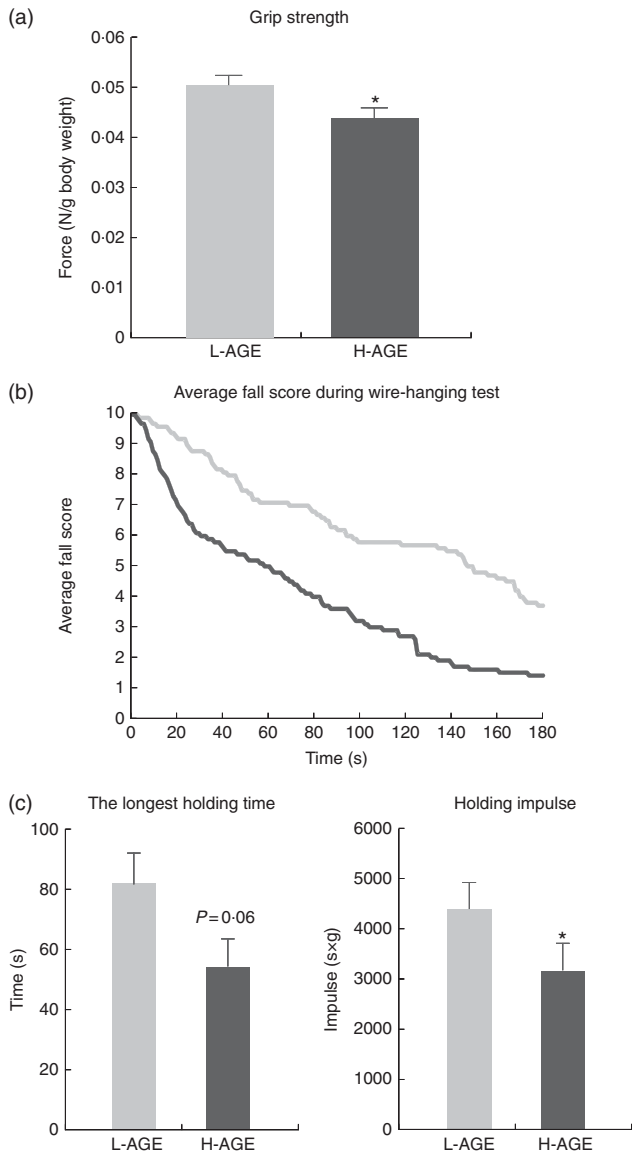 (a)
Grip strength
0·06
0·05
0·04
0·03
0·02
0·01
0
Force (N/g body weight)
*
L-AGE
H-AGE
(b)
Average fall score during wire-hanging test
10
9
8
7
6
5
4
3
2
1
0
Average fall score
0 20 40 60 80 100 120 140 160 180
Time (s)
(c)
The longest holding time
100
80
60
40
20
0
Time (s)
P=0·06
L-AGE
H-AGE
Holding impulse
6000
5000
4000
3000
2000
1000
0
Impulse (s×g)
*
L-AGE
H-AGE